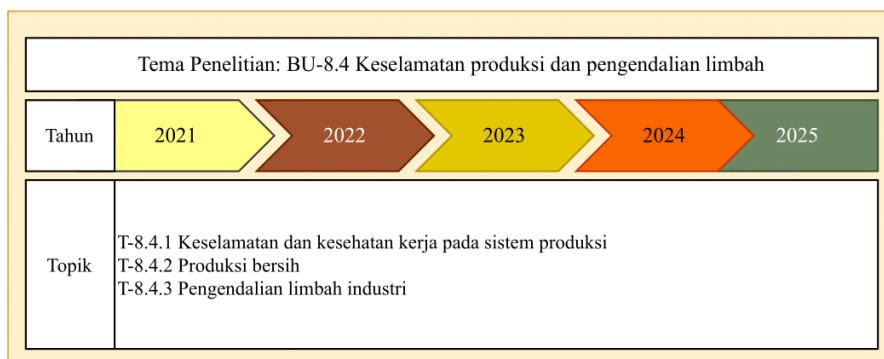 Tema Penelitian: BU-8.4 Keselamatan produksi dan pengendalian limbah
Tahun
2021
2022
2023
2024
2025
Topik
T-8.4.1 Keselamatan dan kesehatan kerja pada sistem produksi
T-8.4.2 Produksi bersih
T-8.4.3 Pengendalian limbah industri